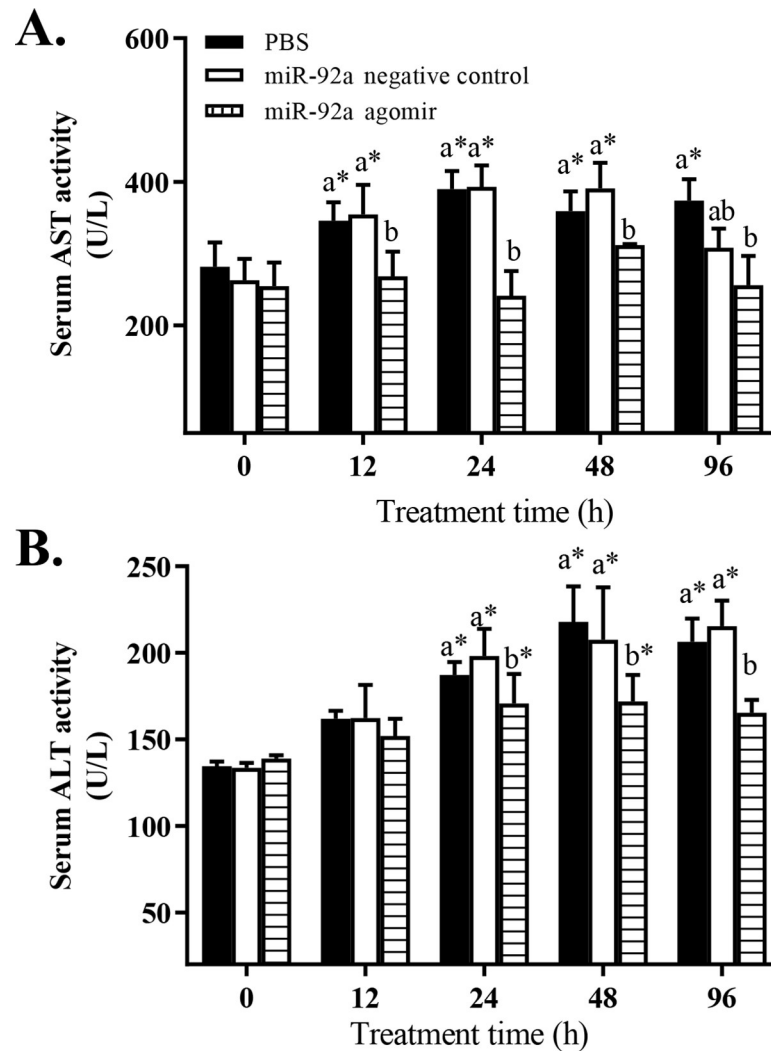 A.
600
400
200
Serum AST activity
(U/L)
PBS
miR-92a negative control
miR-92a agomir
a* a* b
a*a* b
a* a* b
a* ab b
0 12 24 48 96
Treatment time (h)
B.
250
200
150
100
50
Serum ALT activity
(U/L)
a* a* b*
a* a* b*
a* a* b
0 12 24 48 96
Treatment time (h)